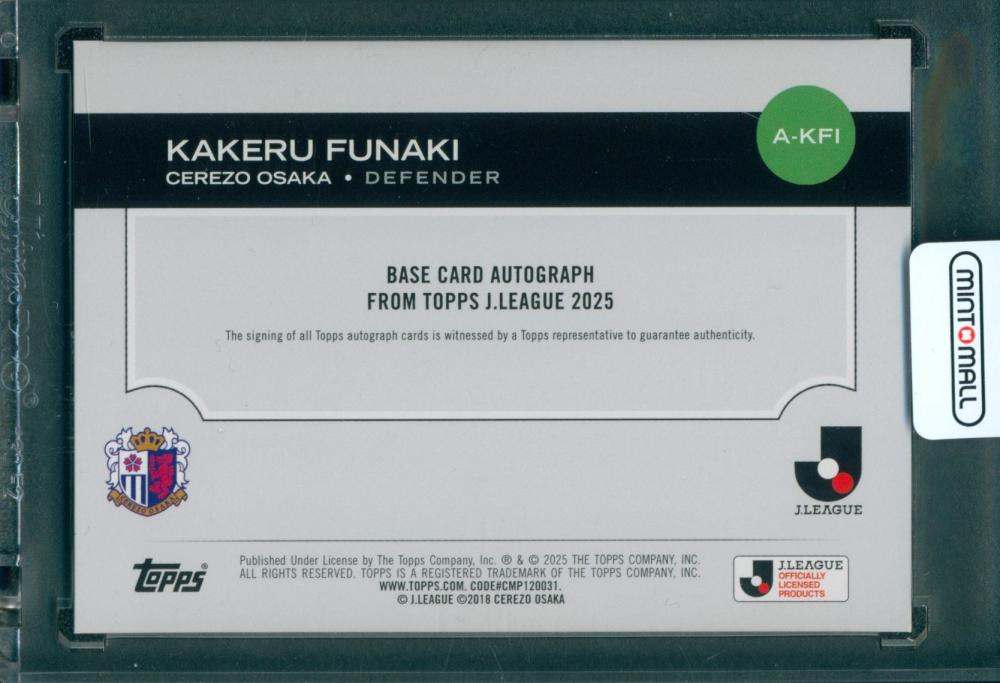 KAKERU FUNAKI
CEREZO OSAKA • DEFENDER
A-KFI
BASE CARD AUTOGRAPH
FROM TOPPS J.LEAGUE 2025
The signing of all Topps autograph cards is witnessed by a Topps representative to guarantee authenticity.
MINT MALL
CEREZO OSAKA
J.LEAGUE
topps®
Published Under License by The Topps Company, Inc. ® & © 2025 THE TOPPS COMPANY, INC.
ALL RIGHTS RESERVED. TOPPS IS A REGISTERED TRADEMARK OF THE TOPPS COMPANY, INC.
WWW.TOPPS.COM. CODE#CMP120031.
© J.LEAGUE ©2018 CEREZO OSAKA
J.LEAGUE
OFFICIALLY
LICENSED
PRODUCTS